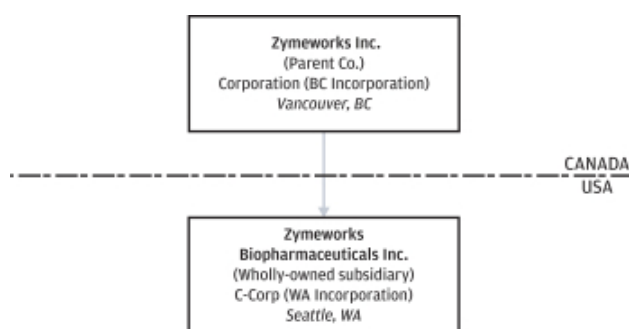 Zymeworks Inc.
(Parent Co.)
Corporation (BC Incorporation)
Vancouver, BC
CANADA
USA
Zymeworks
Biopharmaceuticals Inc.
(Wholly-owned subsidiary)
C-Corp (WA Incorporation)
Seattle, WA